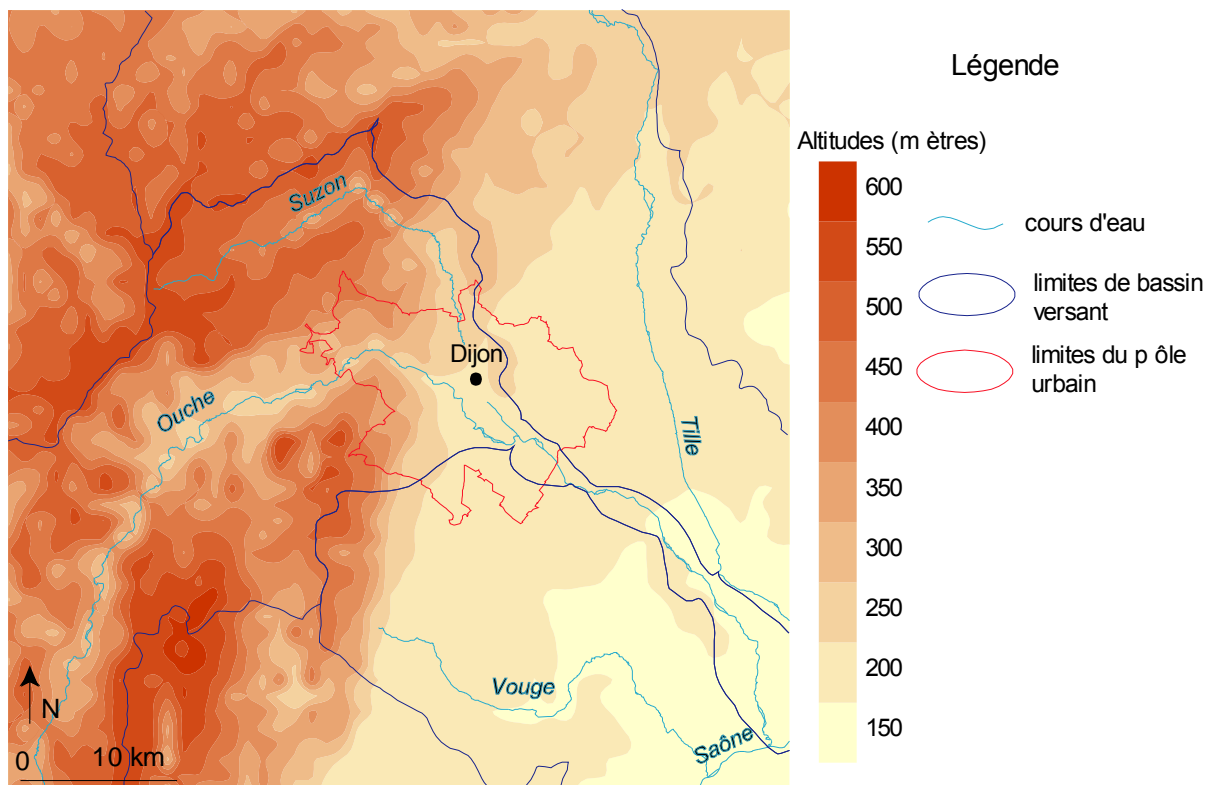 Légende
Altitudes (m ètres)
600
550
500
450
400
350
300
250
200
150
cours d'eau
limites de bassin
versant
limites du p ôle
urbain
Suzon
Dijon
Ouche
Tille
Vouge
Saône
N
0 10 km